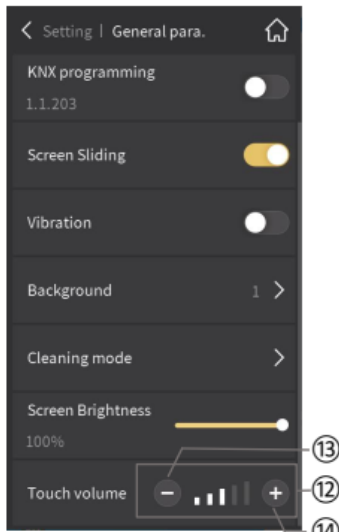 Setting | General para.
KNX programming
1.1.203
Screen Sliding
Vibration
Background 1
Cleaning mode
Screen Brightness
100%
⑬
Touch volume − + ⑫
⑭